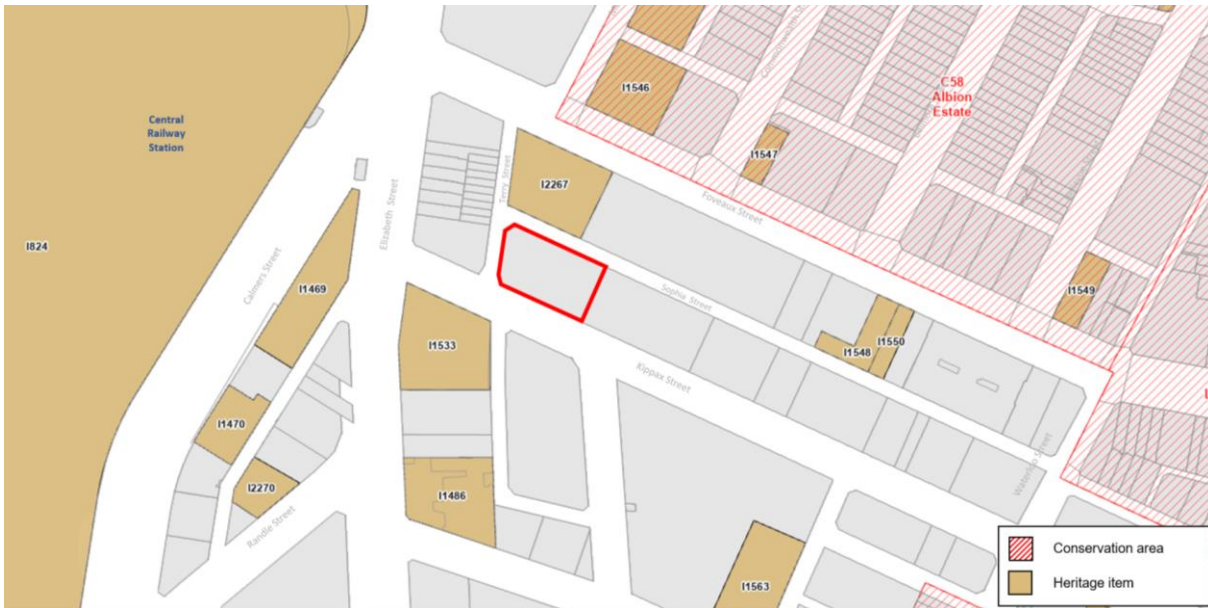 Central
Railway
Station
I824
I1546
C58
Albion
Estate
I1547
I2267
Terry Street
Foveaux Street
Elizabeth Street
Chalmers Street
I1469
Sophia Street
I1549
I1533
I1548
I1550
Kippax Street
I1470
I2270
I1486
Randle Street
Waterloo Street
I1563
L
Conservation area
Heritage item